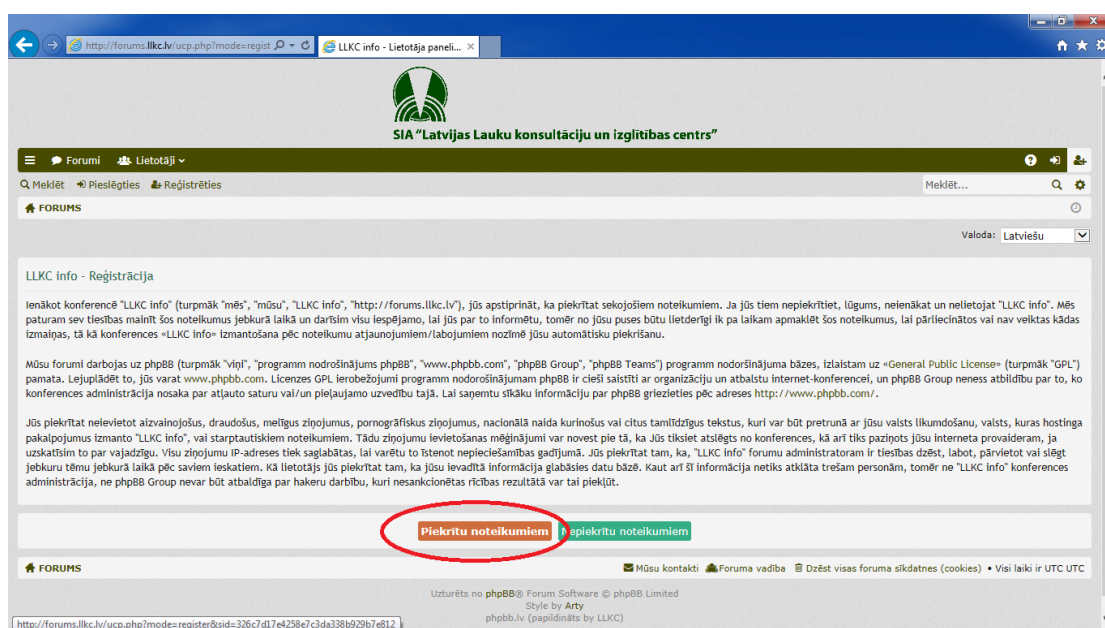 http://forums.llkc.lv/ucp.php?mode=regist
LLKC info - Lietotāja paneli...
SIA “Latvijas Lauku konsultāciju un izglītības centrs”
Forumi Lietotāji
Meklēt Pieslēgties Reģistrēties Meklēt…
FORUMS
Valoda: Latviešu
LLKC info - Reģistrācija
Ienākot konferencē "LLKC info" (turpmāk "mēs", "mūsu", "LLKC info", "http://forums.llkc.lv"), jūs apstiprināt, ka piekrītat sekojošiem noteikumiem. Ja jūs tiem nepiekrītiet, lūgums, neienākat un nelietojat "LLKC info". Mēs
paturam sev tiesības mainīt šos noteikumus jebkurā laikā un darīsim visu iespējamo, lai jūs par to informētu, tomēr no jūsu puses būtu lietderīgi ik pa laikam apmaklēt šos noteikumus, lai pārliecinātos vai nav veiktas kādas
izmaiņas, tā kā konferences «LLKC info» izmantošana pēc noteikumu atjaunojumiem/labojumiem nozīmē jūsu automātisku piekrišanu.
Mūsu forumi darbojas uz phpBB (turpmāk "viņi", "programm nodrošinājums phpBB", "www.phpbb.com", "phpBB Group", "phpBB Teams") programm nodoršinājuma bāzes, izlaistam uz «General Public License» (turpmāk "GPL")
pamata. Lejuplādēt to, jūs varat www.phpbb.com. Licenzes GPL ierobežojumi programm nodorošinājumam phpBB ir cieši saistīti ar organizāciju un atbalstu internet-konferencei, un phpBB Group neness atbildību par to, ko
konferences administrācija nosaka par atļauto saturu vai/un pieļaujamo uzvedību tajā. Lai saņemtu sīkāku informāciju par phpBB griezieties pēc adreses http://www.phpbb.com/.
Jūs piekrītat neievietot aizvainojošus, draudošus, melīgus ziņojumus, pornogrāfiskus ziņojumus, nacionālā naida kurinošus vai citus tamlīdzīgus tekstus, kuri var būt pretrunā ar jūsu valsts likumdošanu, valsts, kuras hostinga
pakalpojumus izmanto "LLKC info", vai starptautiskiem noteikumiem. Tādu ziņojumu ievietošanas mēģinājumi var novest pie tā, ka Jūs tiksiet atslēgts no konferences, kā arī tiks paziņots jūsu interneta provaideram, ja
uzskatīsim to par vajadzīgu. Visu ziņojumu IP-adreses tiek saglabātas, lai varētu to īstenot nepieciešamības gadījumā. Jūs piekrītat tam, ka, "LLKC info" forumu administratoram ir tiesības dzēst, labot, pārvietot vai slēgt
jebkuru tēmu jebkurā laikā pēc saviem ieskatiem. Kā lietotājs jūs piekrītat tam, ka jūsu ievadītā informācija glabāsies datu bāzē. Kaut arī šī informācija netiks atklāta trešam personām, tomēr ne "LLKC info" konferences
administrācija, ne phpBB Group nevar būt atbaldīga par hakeru darbību, kuri nesankcionētas rīcības rezultātā var tai piekļūt.
Piekrītu noteikumiem Nepiekrītu noteikumiem
FORUMS Mūsu kontakti Foruma vadība Dzēst visas foruma sīkdatnes (cookies) • Visi laiki ir UTC UTC
Uzturēts no phpBB® Forum Software © phpBB Limited
Style by Arty
phpbb.lv (papildināts by LLKC)
http://forums.llkc.lv/ucp.php?mode=register&sid=326c7d17e4258e7c3da338b929b7e812